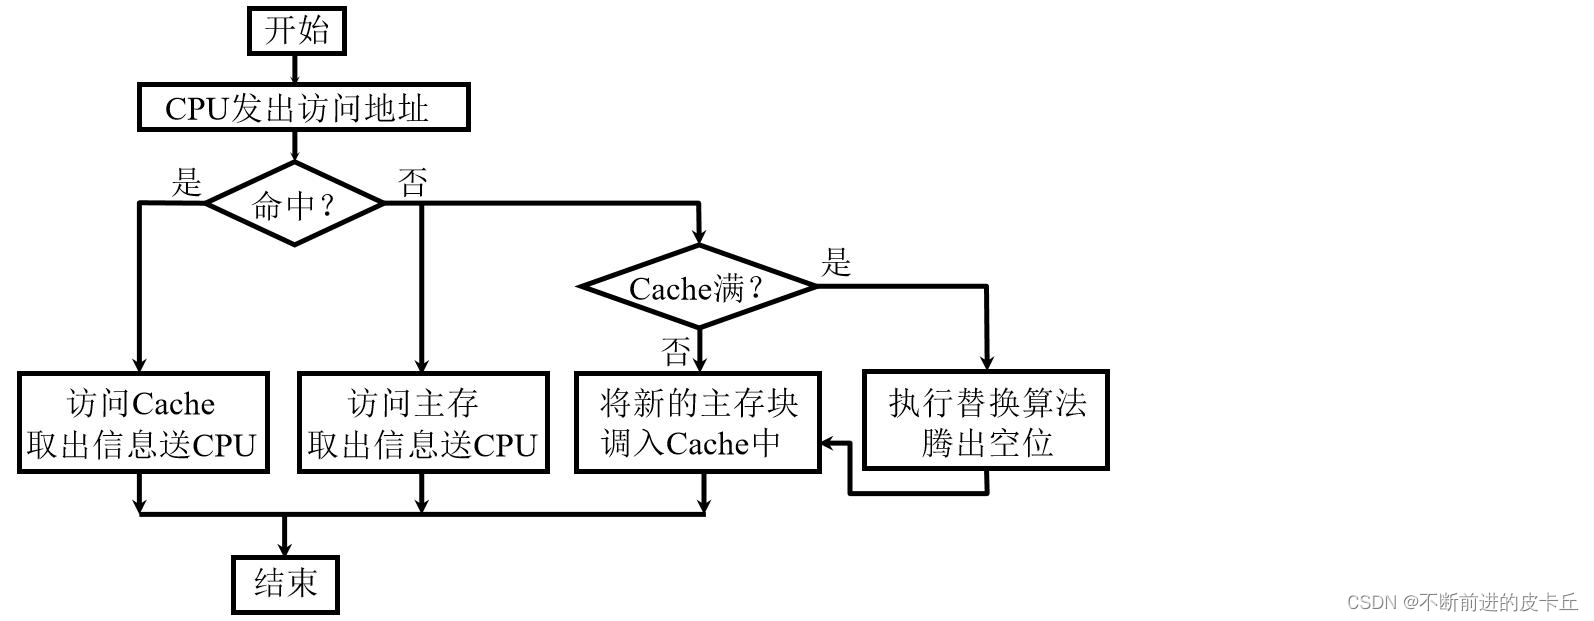 开始
CPU发出访问地址
是
否
命中?
是
Cache满?
否
访问Cache
取出信息送CPU
访问主存
取出信息送CPU
将新的主存块
调入Cache中
执行替换算法
腾出空位
结束
CSDN @不断前进的皮卡丘